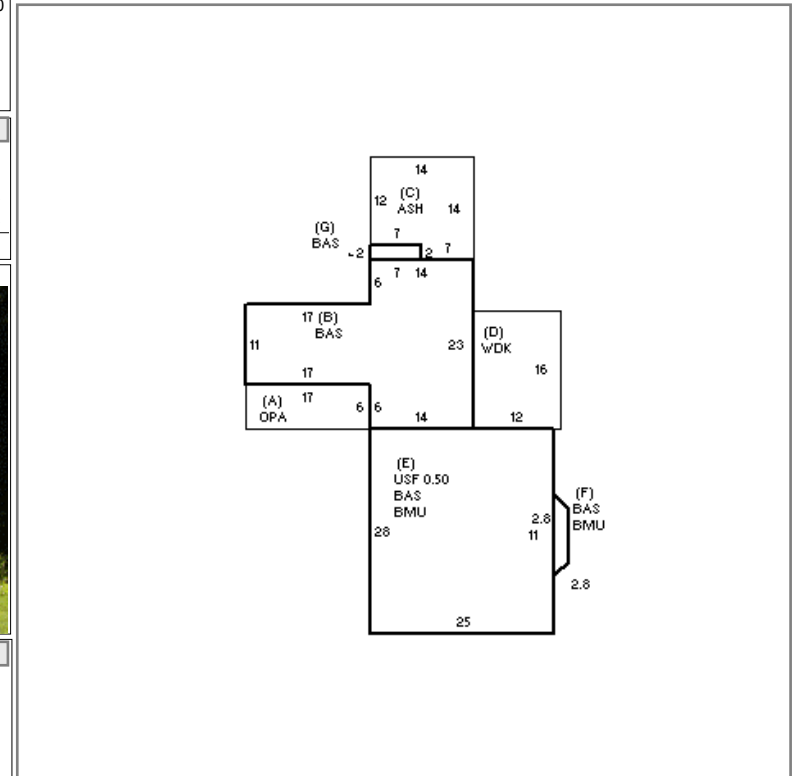 14
12 (C)
ASH 14
(G)
BAS
7
2 2 7
7 14
6
17 (B)
BAS
11 23
(D)
WDK
16
17
(A) 17
OPA 6 6
14 12
(E)
USF 0.50
BAS
BMU
(F)
BAS
BMU
2.8
11
28
2.8
25